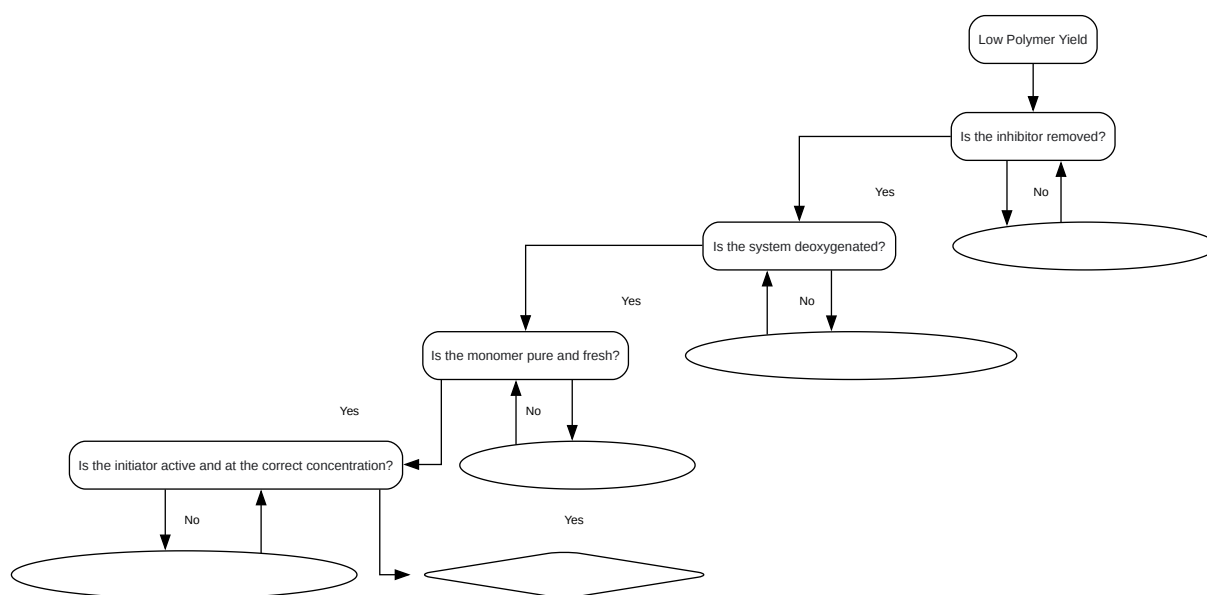 Low Polymer Yield
Is the inhibitor removed?
Yes
No
Is the system deoxygenated?
Yes
No
Is the monomer pure and fresh?
Yes
No
Is the initiator active and at the correct concentration?
No
Yes